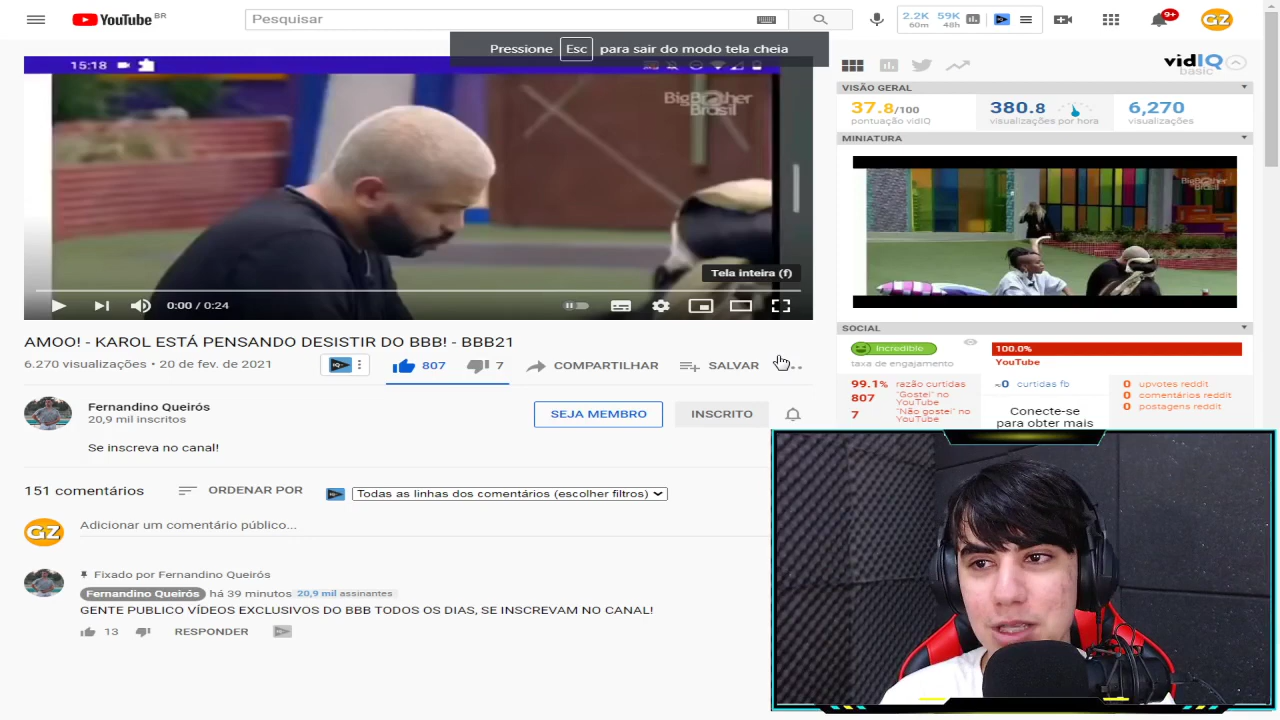 YouTube BR
Pesquisar
2.2K 59K
60m 48h
9+
GZ
Pressione Esc para sair do modo tela cheia
15:18
BigBrother
Brasil
Tela inteira (f)
0:00 / 0:24
AMOO! - KAROL ESTÁ PENSANDO DESISTIR DO BBB! - BBB21
6.270 visualizações • 20 de fev. de 2021
807 7 COMPARTILHAR SALVAR
Fernandino Queirós
20,9 mil inscritos
SEJA MEMBRO INSCRITO
Se inscreva no canal!
151 comentários ORDENAR POR Todas as linhas dos comentários (escolher filtros)
GZ Adicionar um comentário público...
Fixado por Fernandino Queirós
Fernandino Queirós há 39 minutos 20,9 mil assinantes
GENTE PUBLICO VÍDEOS EXCLUSIVOS DO BBB TODOS OS DIAS, SE INSCREVAM NO CANAL!
13 RESPONDER
vidIQ
basic
VISÃO GERAL
37.8/100 380.8 6,270
pontuação vidIQ visualizações por hora visualizações
MINIATURA
BigBrother
Brasil
SOCIAL
Incredible
taxa de engajamento
99.1% razão curtidas
807 "Gostei" no
YouTube
7 "Não gostei" no
YouTube
100.0%
YouTube
~0 curtidas fb
Conecte-se
para obter mais
0 upvotes reddit
0 comentários reddit
0 postagens reddit